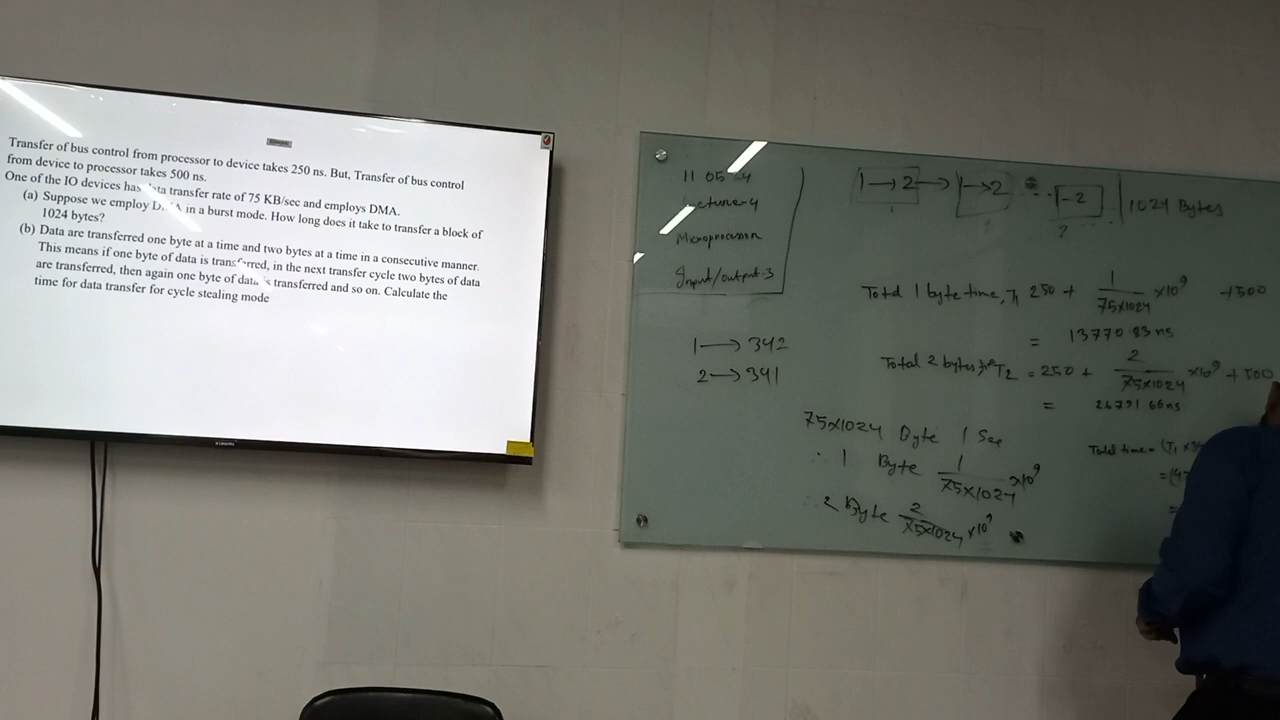 Transfer of bus control from processor to device takes 250 ns. But, Transfer of bus control
from device to processor takes 500 ns.
One of the IO devices has data transfer rate of 75 KB/sec and employs DMA.
(a) Suppose we employ DMA in a burst mode. How long does it take to transfer a block of
1024 bytes?
(b) Data are transferred one byte at a time and two bytes at a time in a consecutive manner.
This means if one byte of data is transferred, in the next transfer cycle two bytes of data
are transferred, then again one byte of data is transferred and so on. Calculate the
time for data transfer for cycle stealing mode
XIAOMI
11 05
Lecture-4
Microprocessor
Input/output-3
1 → 342
2 → 341
1 → 2 → 1 → 2 ... 1-2 | 1024 Bytes
Total 1 byte time, T1 250 + 1/75×1024 ×10^9 +500
= 13770.83 ns
Total 2 bytes time T2 = 250 + 2/75×1024 ×10^9 + 500
= 26791.66 ns
75×1024 Byte 1 Sec
∴ 1 Byte 1/75×1024 ×10^9
∴ 2 Byte 2/75×1024 ×10^9
Total time = (T1 ×
=(4
=